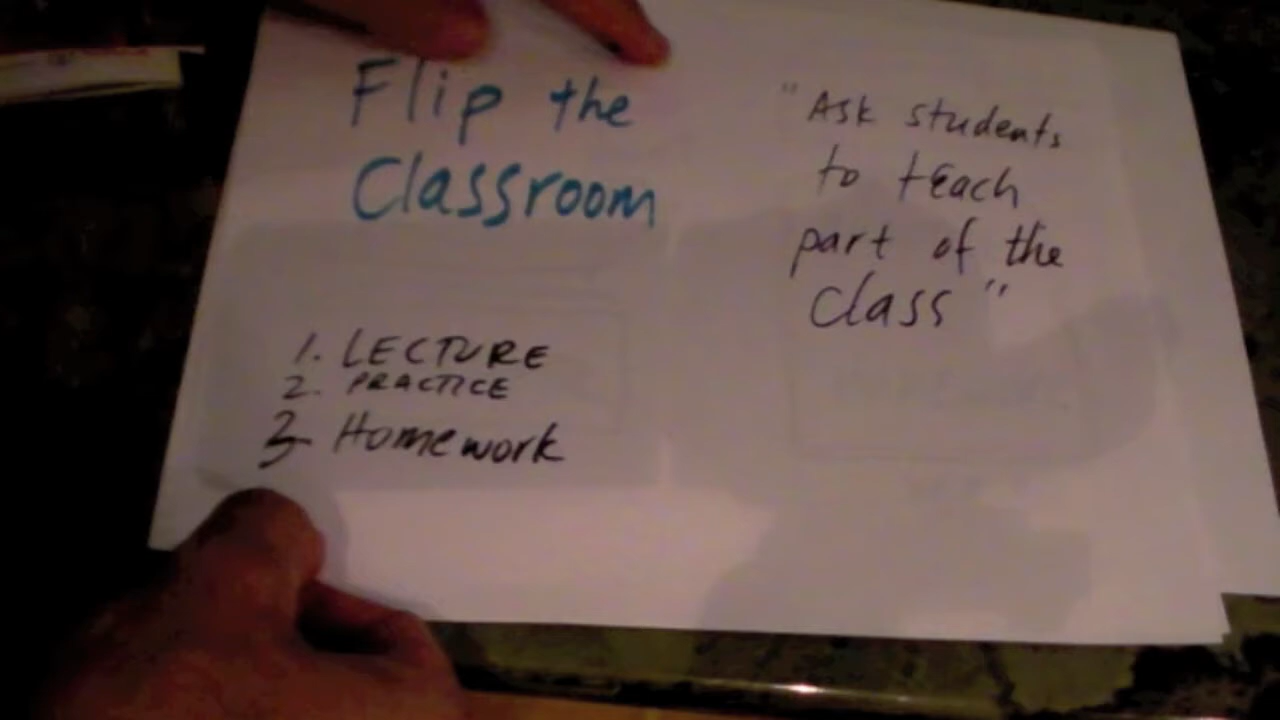 Flip the
Classroom
1. LECTURE
2. PRACTICE
3 Homework
"Ask students
to tEach
part of the
Class"